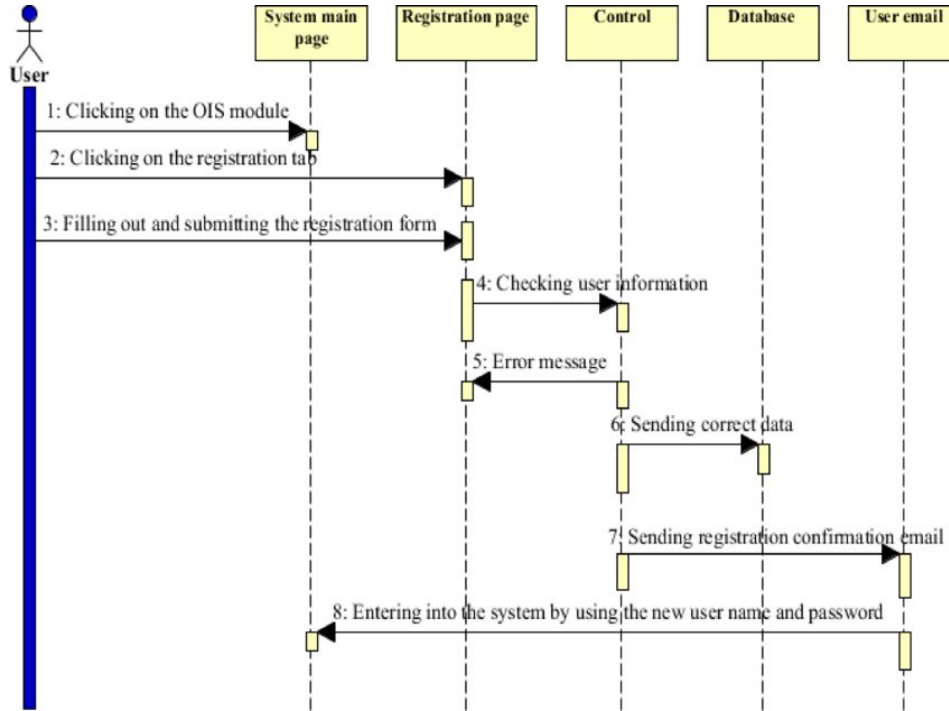 System main
page
Registration page
Control
Database
User email
User
1: Clicking on the OIS module
2: Clicking on the registration tab
3: Filling out and submitting the registration form
4: Checking user information
5: Error message
6: Sending correct data
7: Sending registration confirmation email
8: Entering into the system by using the new user name and password